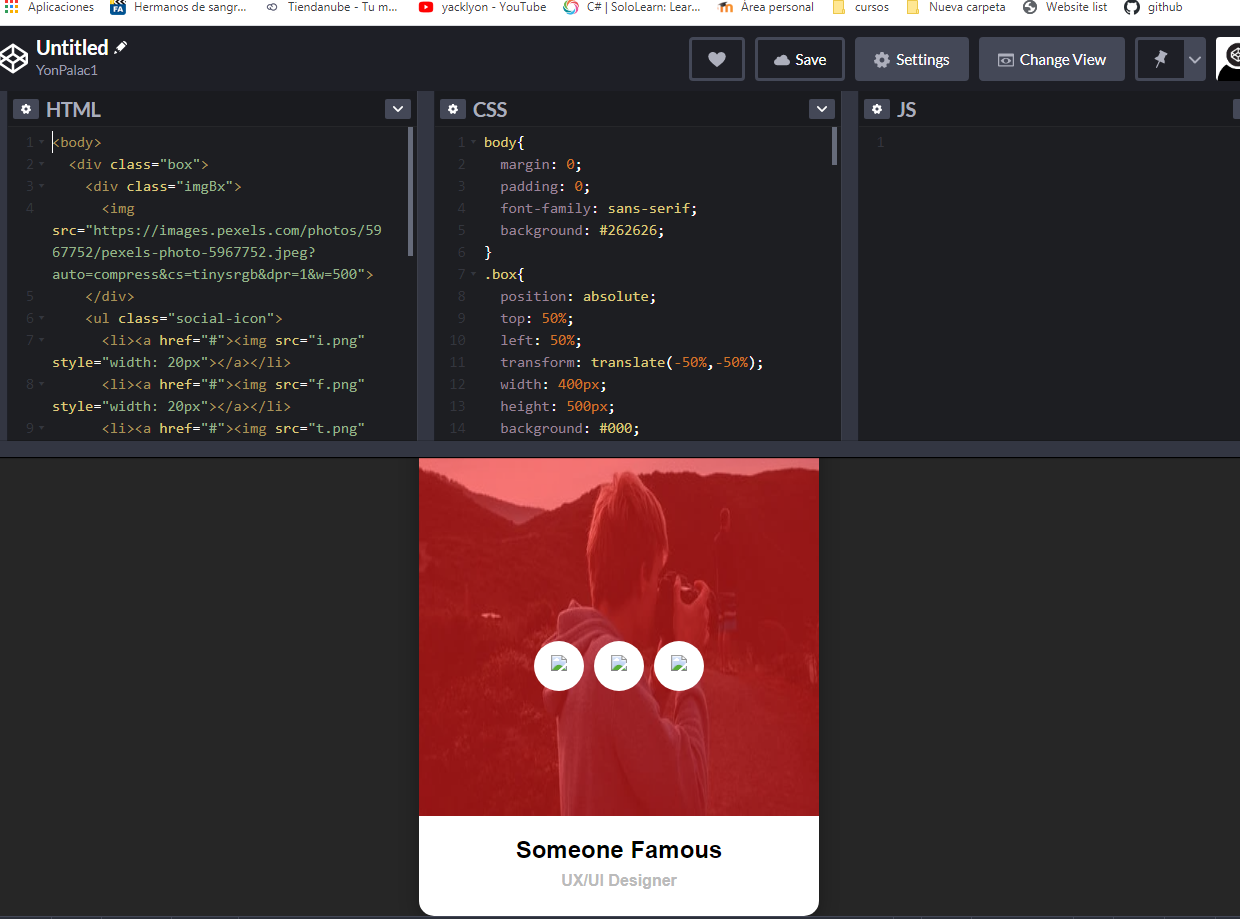 Aplicaciones Hermanos de sangr... Tiendanube - Tu m... yacklyon - YouTube C# | SoloLearn: Lear... Área personal cursos Nueva carpeta Website list github
Untitled
YonPalac1
Save Settings Change View
HTML
1 <body>
2 <div class="box">
3 <div class="imgBx">
4 <img
src="https://images.pexels.com/photos/59
67752/pexels-photo-5967752.jpeg?
auto=compress&cs=tinysrgb&dpr=1&w=500">
5 </div>
6 <ul class="social-icon">
7 <li><a href="#"><img src="i.png"
style="width: 20px"></a></li>
8 <li><a href="#"><img src="f.png"
style="width: 20px"></a></li>
9 <li><a href="#"><img src="t.png"
CSS
1 body{
2 margin: 0;
3 padding: 0;
4 font-family: sans-serif;
5 background: #262626;
6 }
7 .box{
8 position: absolute;
9 top: 50%;
10 left: 50%;
11 transform: translate(-50%,-50%);
12 width: 400px;
13 height: 500px;
14 background: #000;
JS
1
Someone Famous
UX/UI Designer